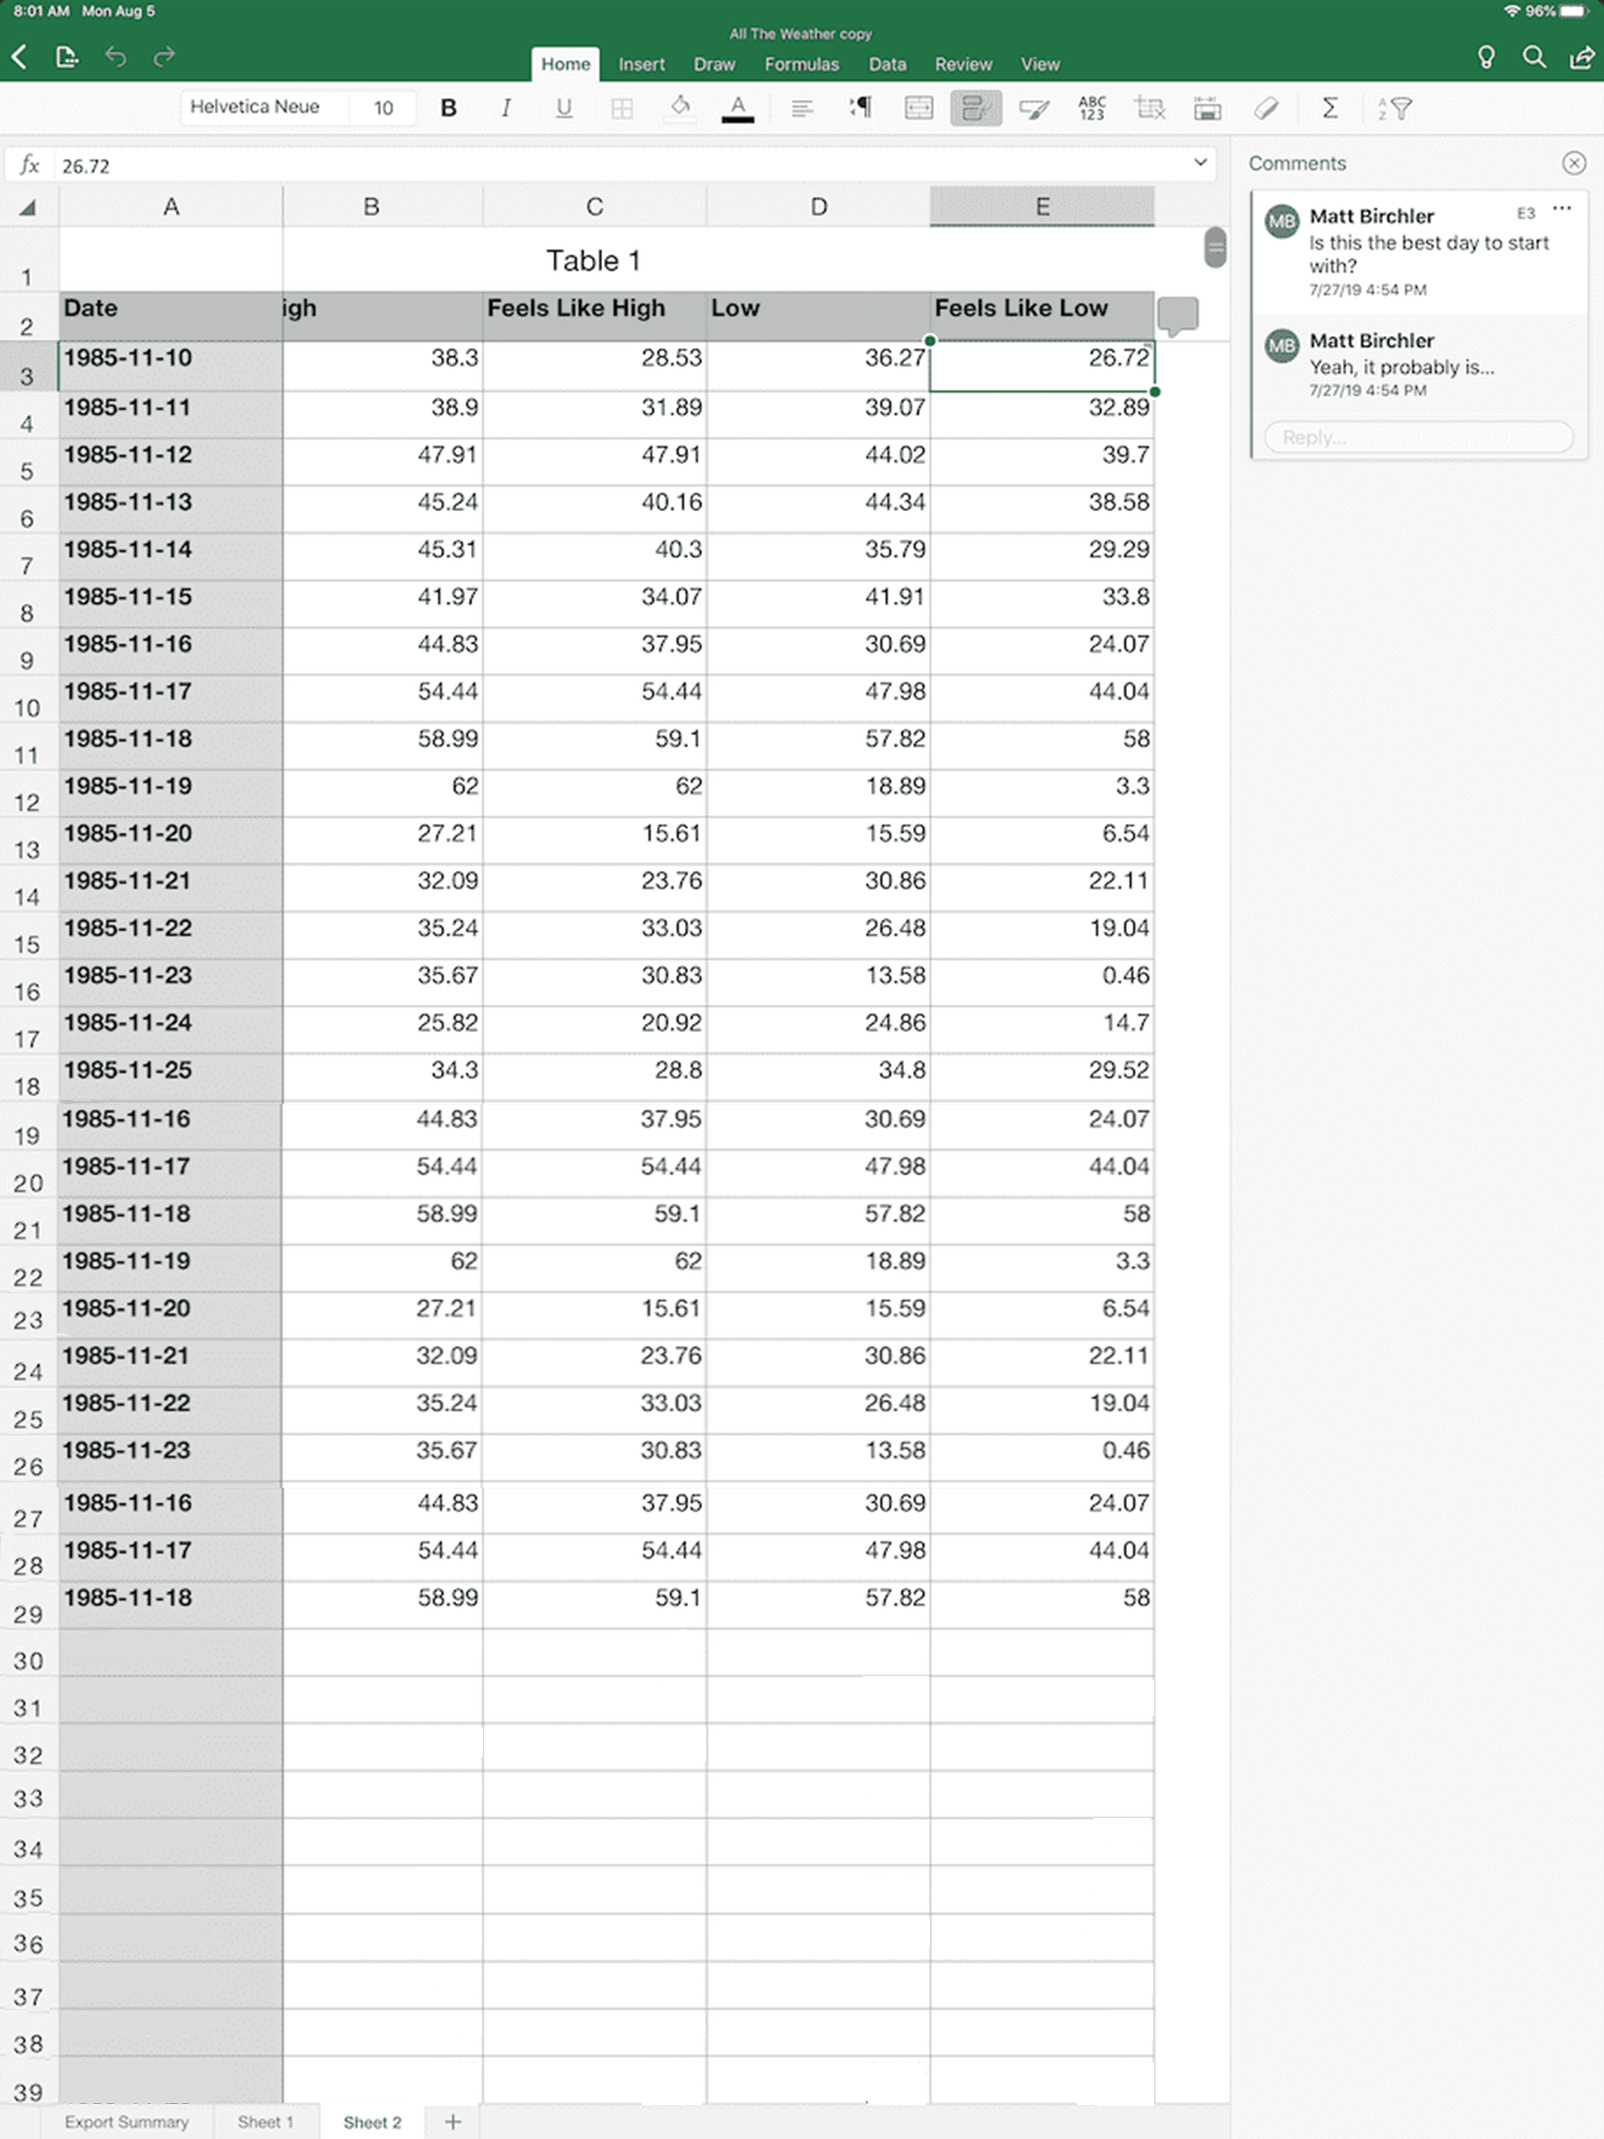 8:01 AM Mon Aug 5
96%
All The Weather copy
Home Insert Draw Formulas Data Review View
Helvetica Neue 10 B I U A ABC 123 Σ A Z
fx 26.72
A B C D E
1 Table 1
2 Date igh Feels Like High Low Feels Like Low
3 1985-11-10 38.3 28.53 36.27 26.72
4 1985-11-11 38.9 31.89 39.07 32.89
5 1985-11-12 47.91 47.91 44.02 39.7
6 1985-11-13 45.24 40.16 44.34 38.58
7 1985-11-14 45.31 40.3 35.79 29.29
8 1985-11-15 41.97 34.07 41.91 33.8
9 1985-11-16 44.83 37.95 30.69 24.07
10 1985-11-17 54.44 54.44 47.98 44.04
11 1985-11-18 58.99 59.1 57.82 58
12 1985-11-19 62 62 18.89 3.3
13 1985-11-20 27.21 15.61 15.59 6.54
14 1985-11-21 32.09 23.76 30.86 22.11
15 1985-11-22 35.24 33.03 26.48 19.04
16 1985-11-23 35.67 30.83 13.58 0.46
17 1985-11-24 25.82 20.92 24.86 14.7
18 1985-11-25 34.3 28.8 34.8 29.52
19 1985-11-16 44.83 37.95 30.69 24.07
20 1985-11-17 54.44 54.44 47.98 44.04
21 1985-11-18 58.99 59.1 57.82 58
22 1985-11-19 62 62 18.89 3.3
23 1985-11-20 27.21 15.61 15.59 6.54
24 1985-11-21 32.09 23.76 30.86 22.11
25 1985-11-22 35.24 33.03 26.48 19.04
26 1985-11-23 35.67 30.83 13.58 0.46
27 1985-11-16 44.83 37.95 30.69 24.07
28 1985-11-17 54.44 54.44 47.98 44.04
29 1985-11-18 58.99 59.1 57.82 58
30
31
32
33
34
35
36
37
38
39
Export Summary Sheet 1 Sheet 2 +
Comments
MB Matt Birchler E3 ...
Is this the best day to start
with?
7/27/19 4:54 PM
MB Matt Birchler
Yeah, it probably is...
7/27/19 4:54 PM
Reply...